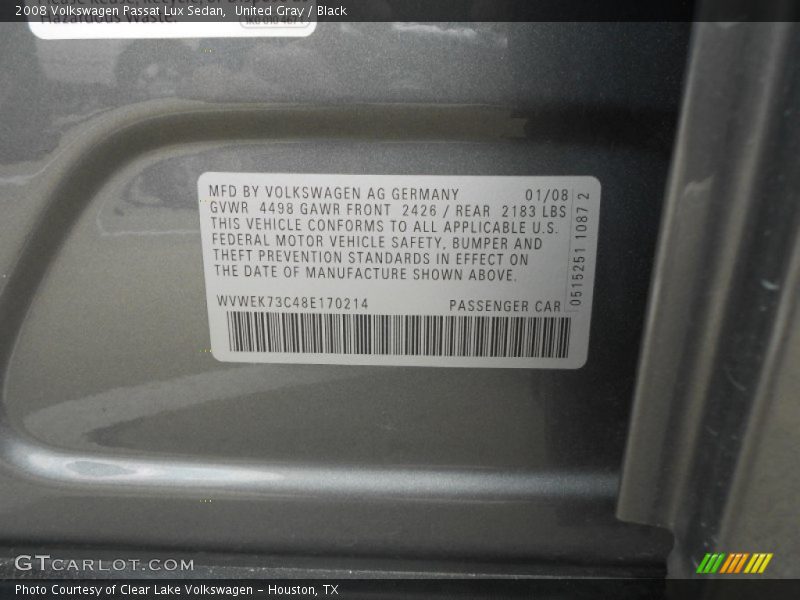 2008 Volkswagen Passat Lux Sedan,  United Gray / Black
Hazardous Waste.
MFD BY VOLKSWAGEN AG GERMANY 01/08
GVWR 4498 GAWR FRONT 2426 / REAR 2183 LBS
THIS VEHICLE CONFORMS TO ALL APPLICABLE U.S.
FEDERAL MOTOR VEHICLE SAFETY, BUMPER AND
THEFT PREVENTION STANDARDS IN EFFECT ON
THE DATE OF MANUFACTURE SHOWN ABOVE.
WVWEK73C48E170214 PASSENGER CAR
0515251 1087 2
GTCARLOT.COM
Photo Courtesy of Clear Lake Volkswagen - Houston, TX